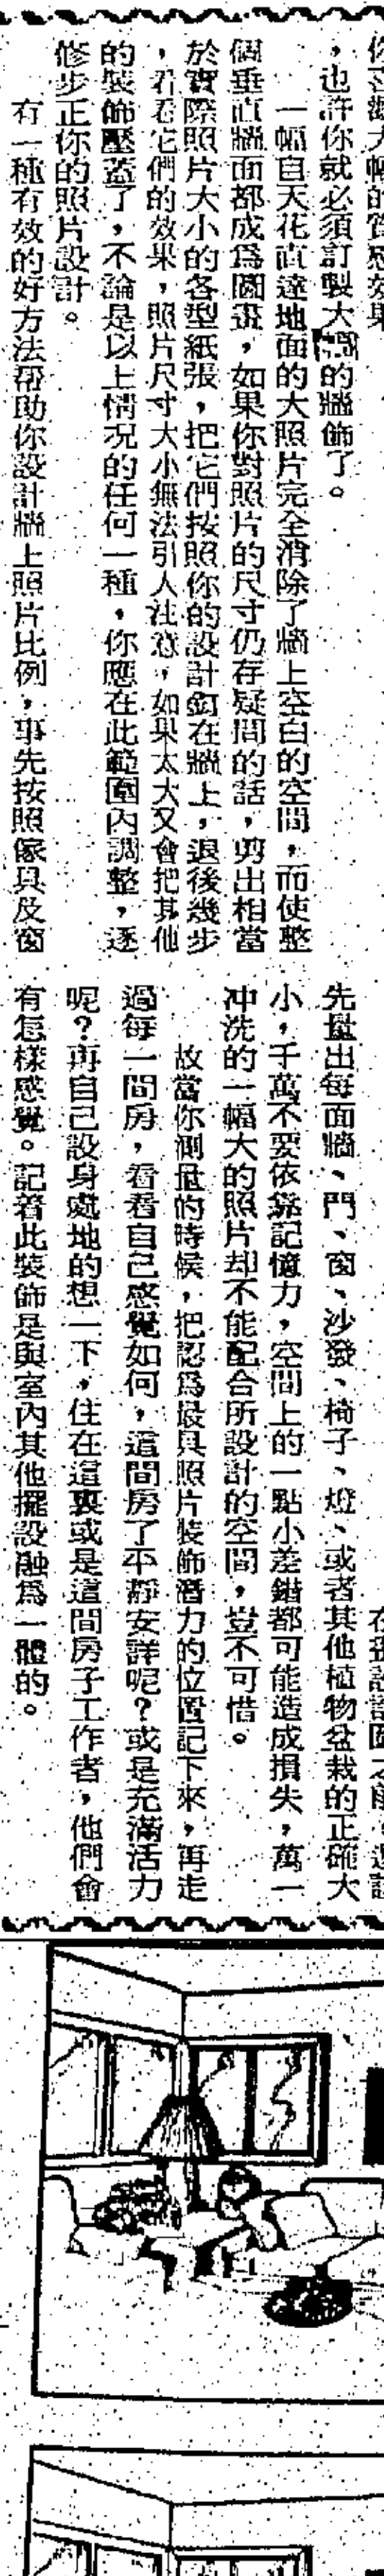 ，也許你就必須訂製大的牆飾了。
一幅自天花直達地面的大照片完全消除了牆上空白的空間，而使整
個垂直牆面都成爲圖畫，如果你對照片的尺寸仍存疑問的話，剪出相當
於實際照片大小的各型紙張，把它們按照你的設計釘在牆上，退後幾步
，看看它們的效果，照片尺寸大小無法引人注意，如果太大又會把其他
的裝飾壓蓋了，不論是以上情況的任何一種，你應在此範圍內調整，逐
修步正你的照片設計。
有一種有效的好方法帮助你設計牆上照片比例，事先按照傢具及窗
先量出每面牆、門、窗、沙發、椅子、燈、或者其他植物盆栽的正確大
小，千萬不要依靠記憶力，空間上的一點小差錯都可能造成損失，萬一
冲洗的一幅大的照片却不能配合所設計的空間，豈不可惜。
故當你測量的時候，把認爲最具照片裝飾潛力的位置記下來，再走
過每一間房，看看自己感覺如何，這間房了平靜安詳呢？或是充滿活力
呢？再自己設身處地的想一下，住在這裏或是這間房子工作者，他們會
有怎樣感覺。記着此裝飾是與室內其他擺設融爲一體的。